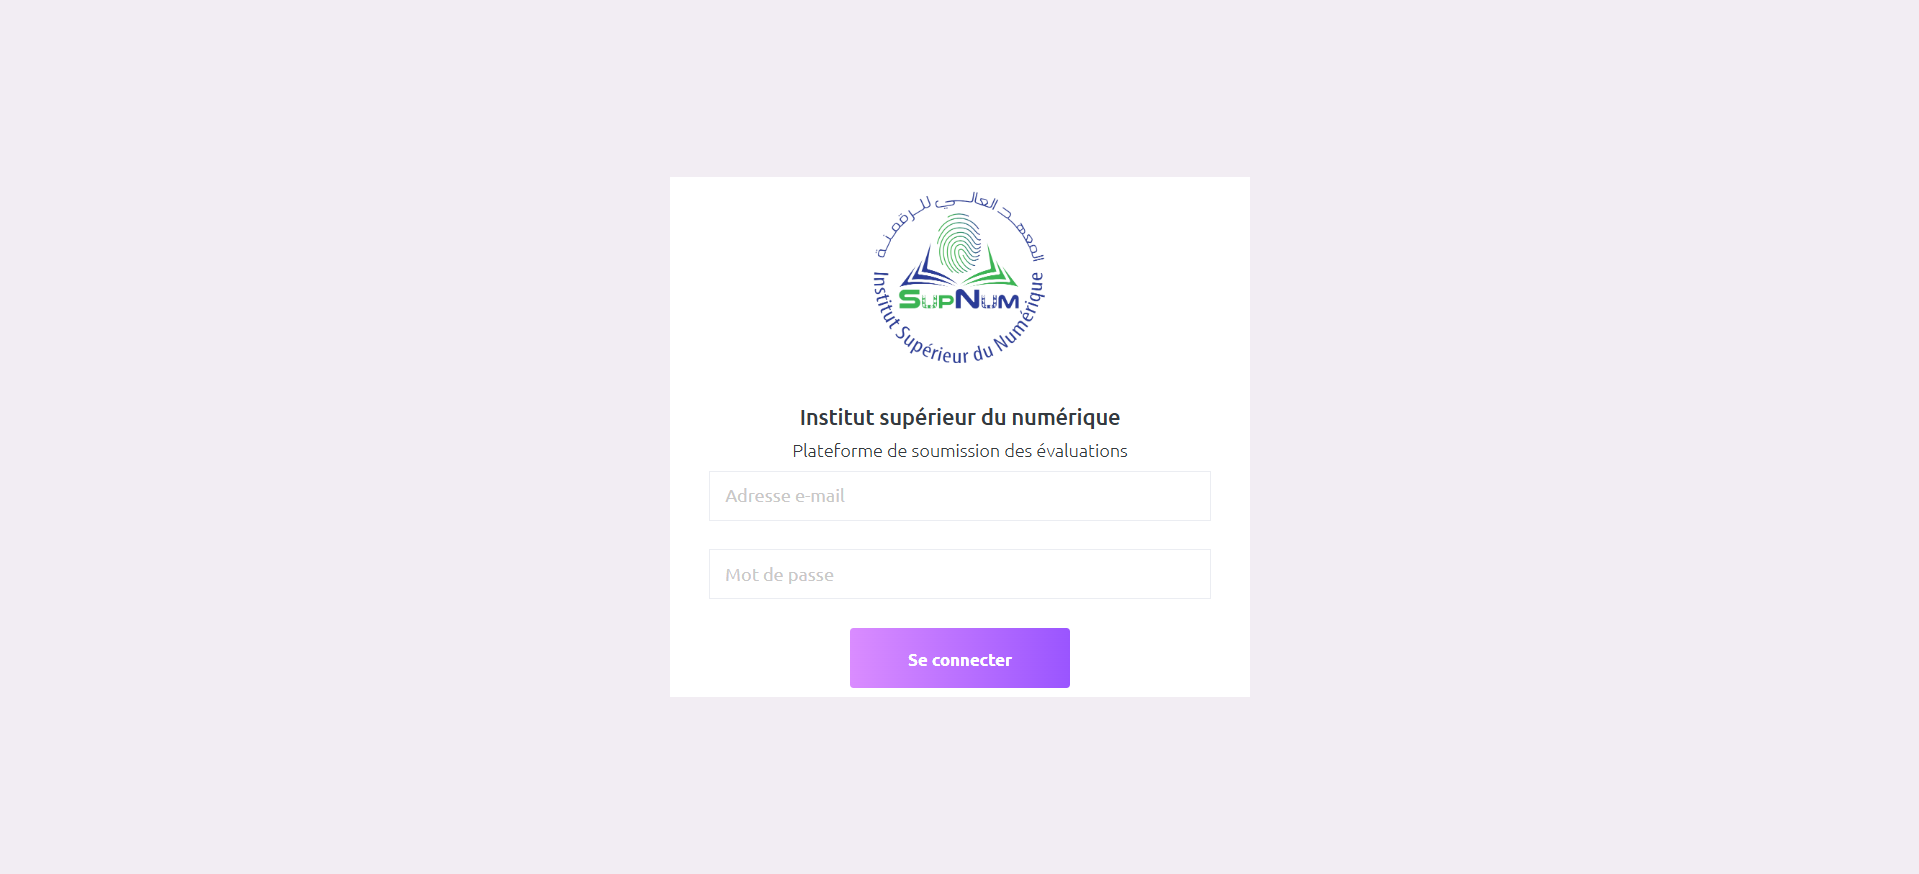 المعهد العالي للرقمنة
SupNum
Institut Supérieur du Numérique
Institut supérieur du numérique
Plateforme de soumission des évaluations
Adresse e-mail
Mot de passe
Se connecter